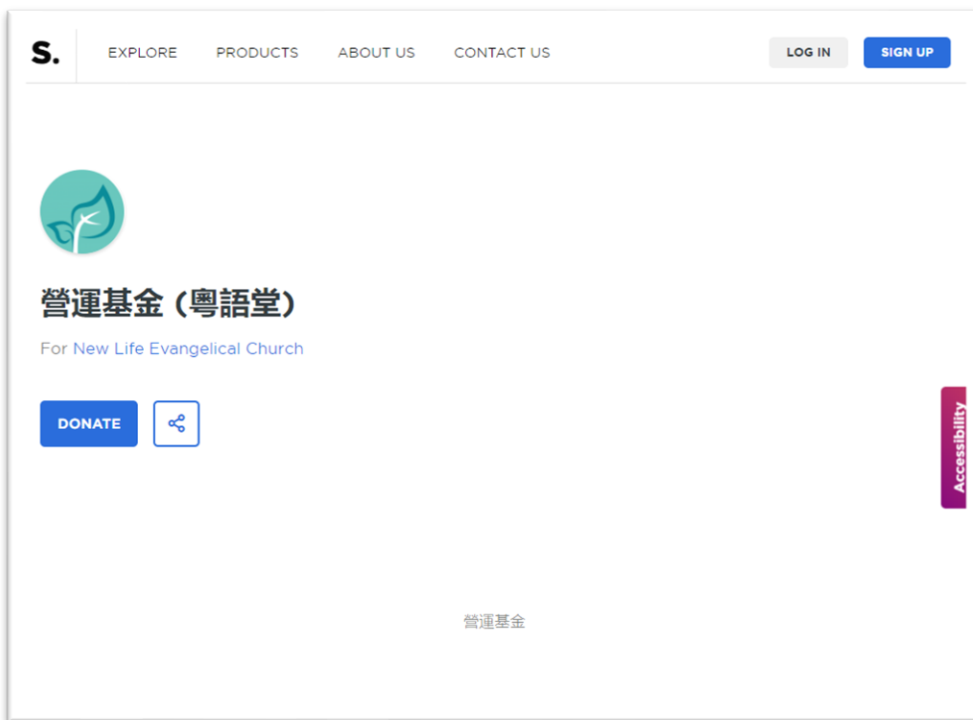 S. EXPLORE PRODUCTS ABOUT US CONTACT US LOG IN SIGN UP
營運基金 (粵語堂)
For New Life Evangelical Church
DONATE
Accessibility
營運基金